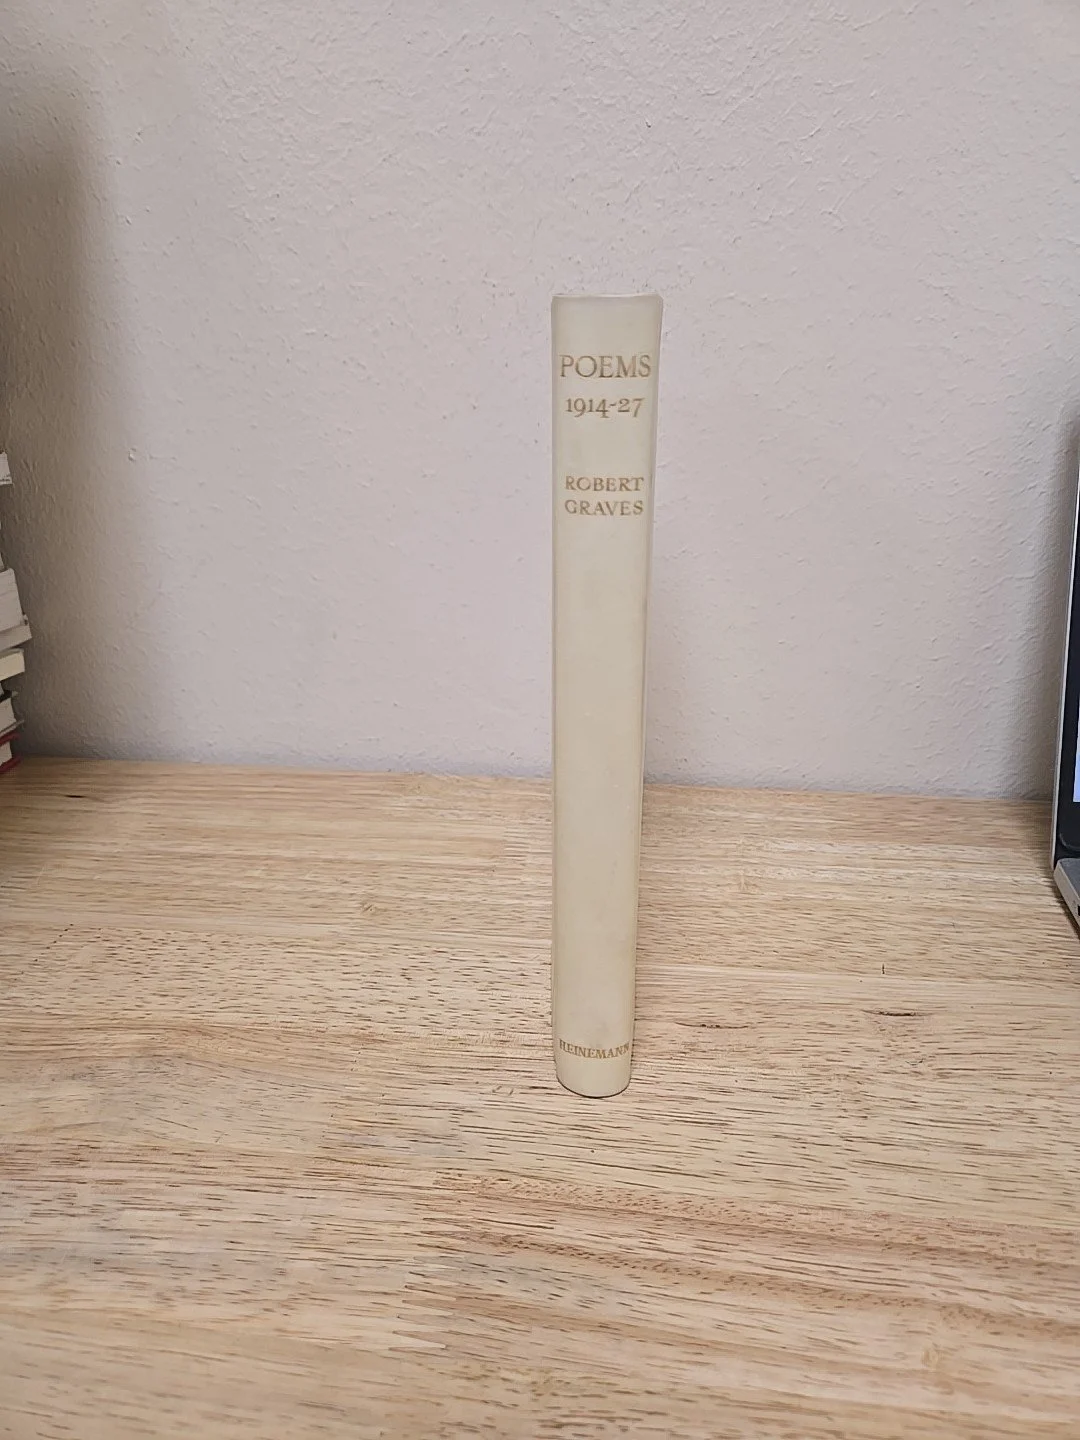 POEMS
1914-27
ROBERT
GRAVES
HEINEMANN